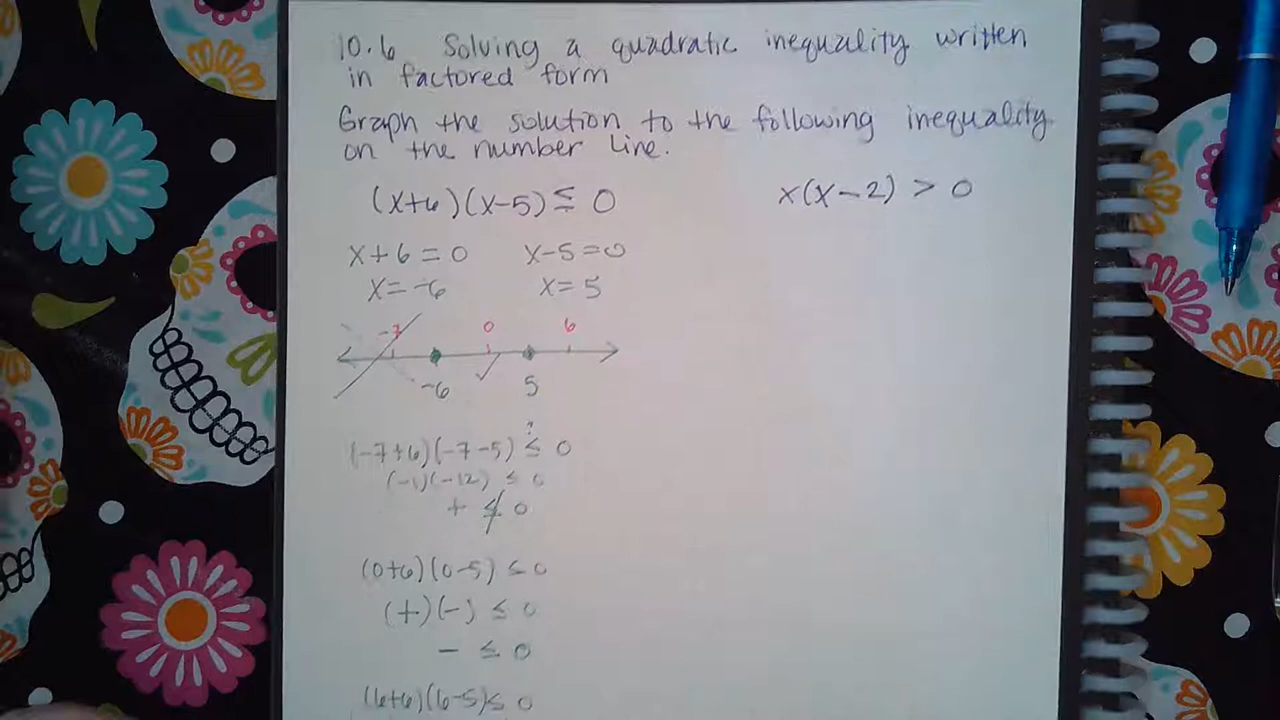 10.6 Solving a quadratic inequality written
in factored form
Graph the solution to the following inequality
on the number line.
(x+6)(x-5) ≤ 0
x+6=0 x-5=0
x=-6 x=5
-7 0 6
-6 5
(-7+6)(-7-5) ≤? 0
(-1)(-12) ≤ 0
+ ≰ 0
(0+6)(0-5) ≤ 0
(+)(-) ≤ 0
- ≤ 0
(6+6)(6-5) ≤ 0
x(x-2) > 0